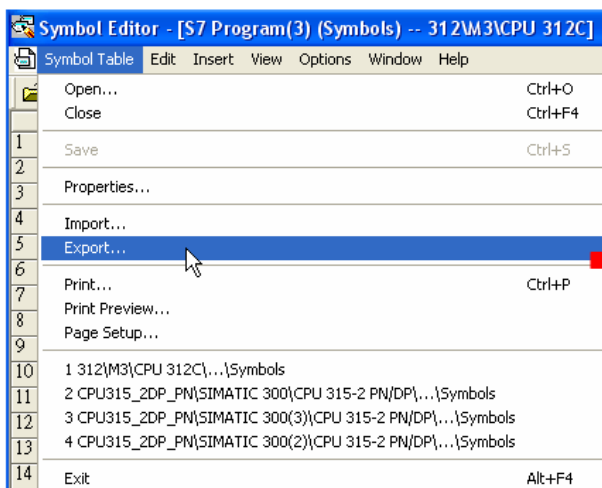 Symbol Editor - [S7 Program(3) (Symbols) -- 312\M3\CPU 312C]
Symbol Table Edit Insert View Options Window Help
Open... Ctrl+O
Close Ctrl+F4
1
Save Ctrl+S
2
Properties...
3
4
Import...
5
Export...
6
Print... Ctrl+P
7
Print Preview...
8
Page Setup...
9
10
1 312\M3\CPU 312C\...\Symbols
11
2 CPU315_2DP_PN\SIMATIC 300\CPU 315-2 PN/DP\...\Symbols
12
3 CPU315_2DP_PN\SIMATIC 300(3)\CPU 315-2 PN/DP\...\Symbols
13
4 CPU315_2DP_PN\SIMATIC 300(2)\CPU 315-2 PN/DP\...\Symbols
14
Exit Alt+F4